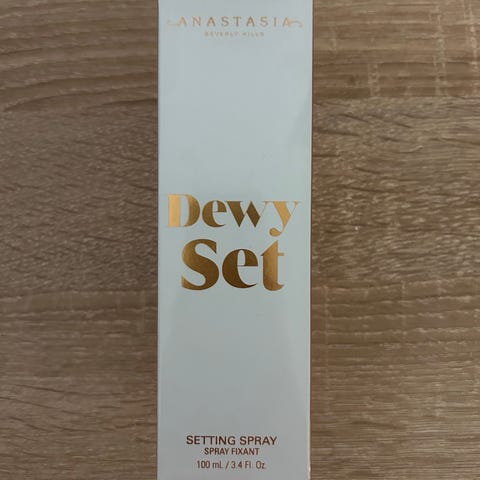 ANASTASIA
BEVERLY HILLS
Dewy
Set
SETTING SPRAY
SPRAY FIXANT
100 mL / 3.4 Fl. Oz.